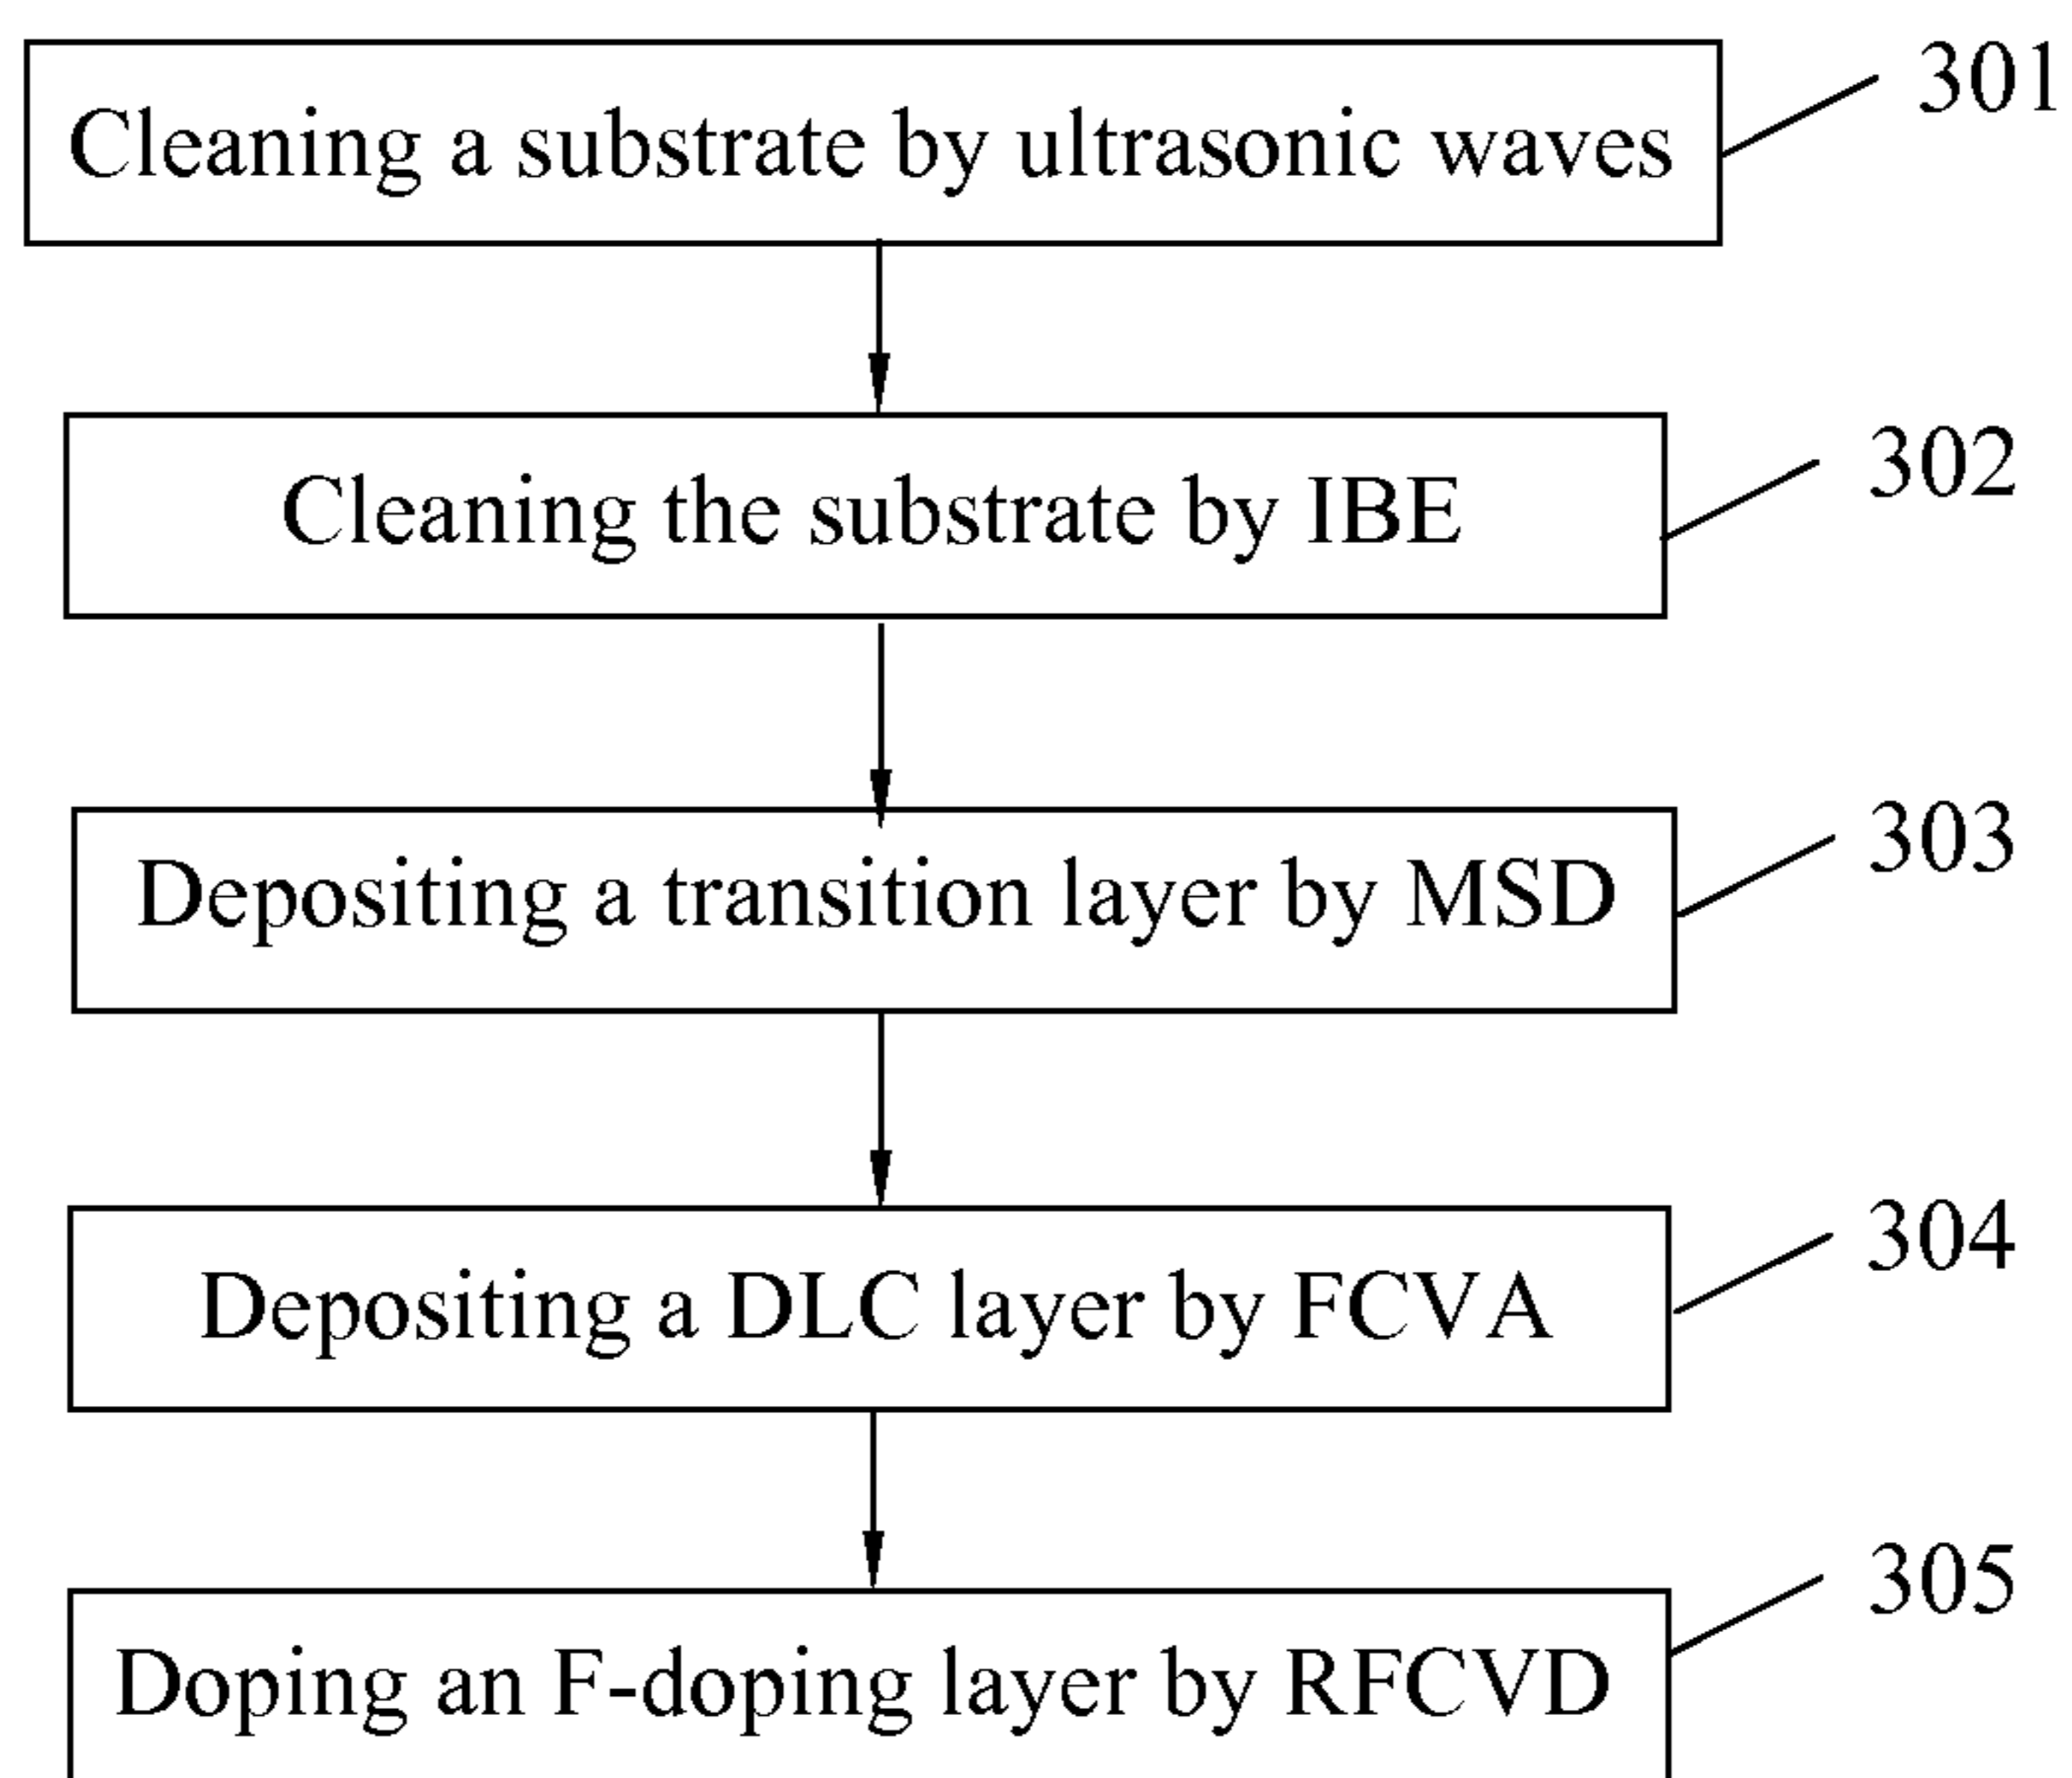 Cleaning a substrate by ultrasonic waves
301
Cleaning the substrate by IBE
302
Depositing a transition layer by MSD
303
Depositing a DLC layer by FCVA
304
Doping an F-doping layer by RFCVD
305